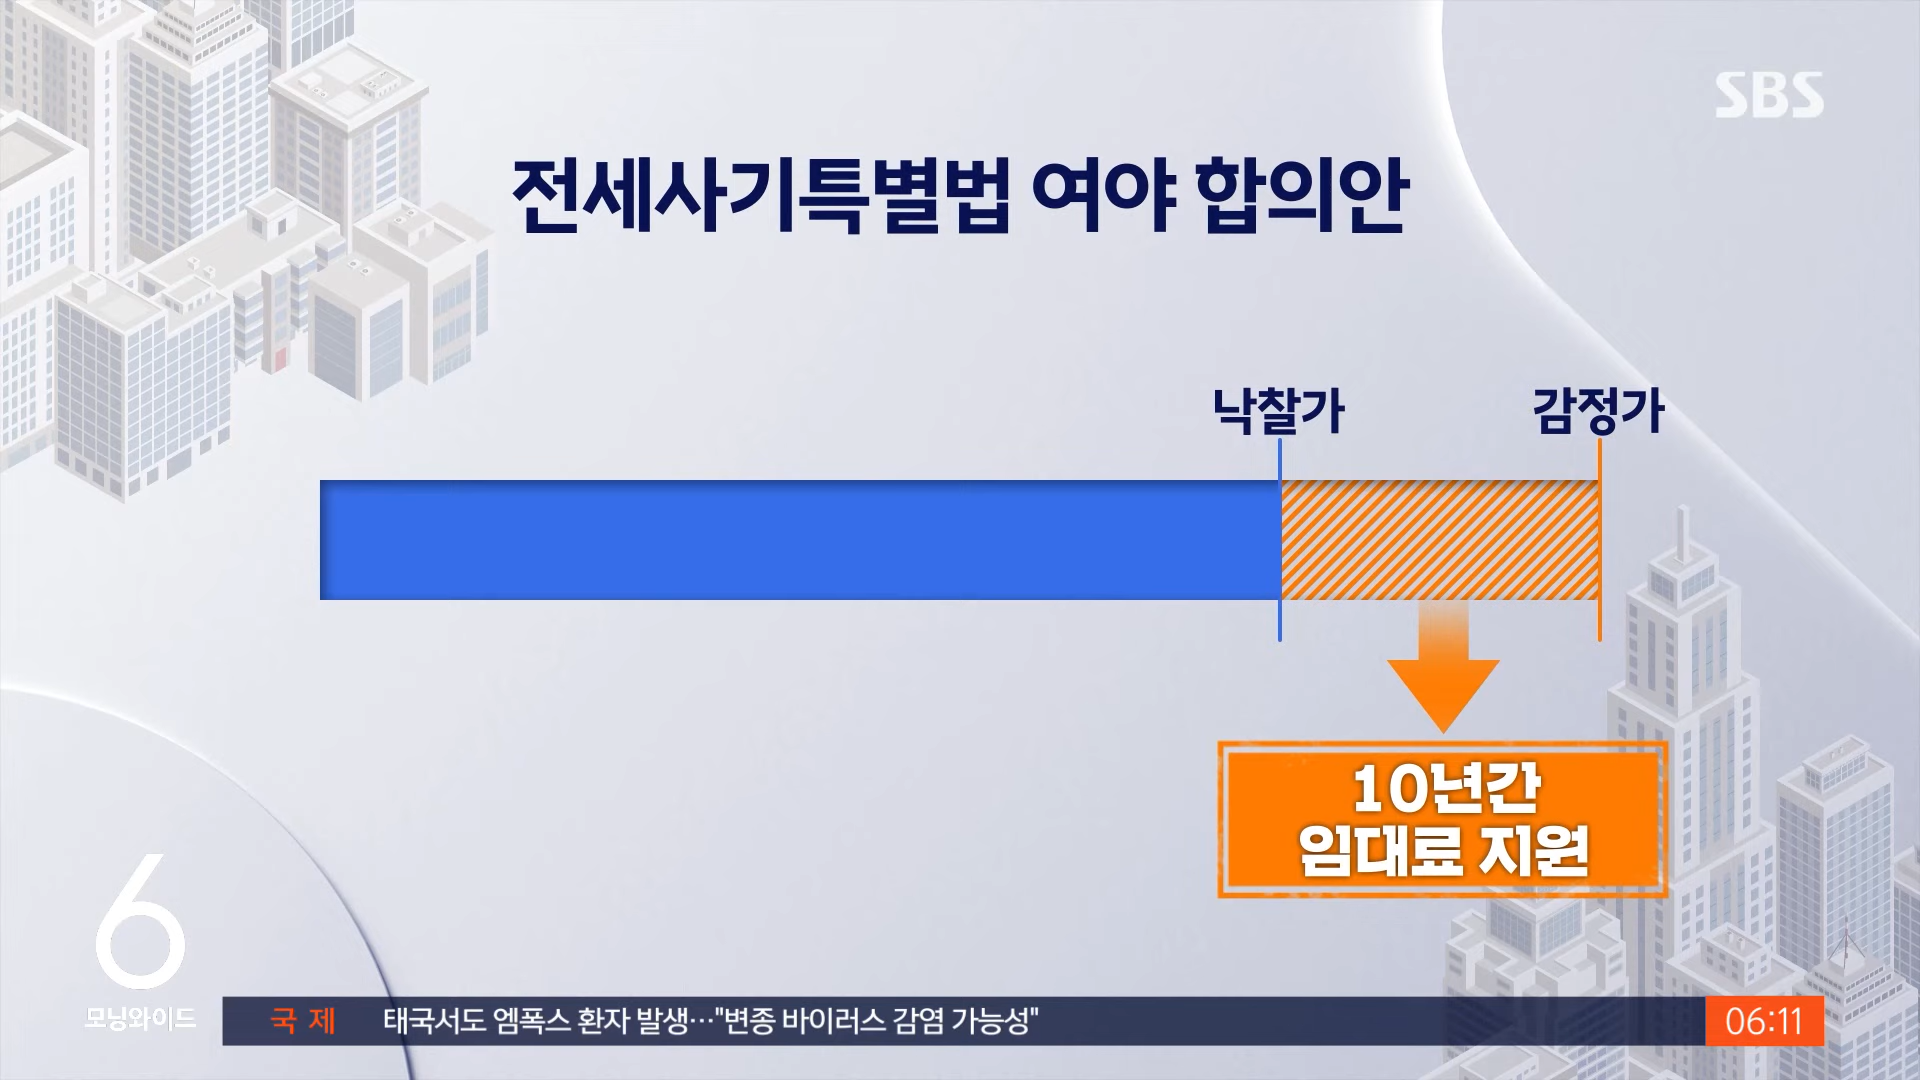 SBS
전세사기특별법 여야 합의안
낙찰가
감정가
10년간
임대료 지원
6
모닝와이드
국 제
태국서도 엠폭스 환자 발생…"변종 바이러스 감염 가능성"
06:11